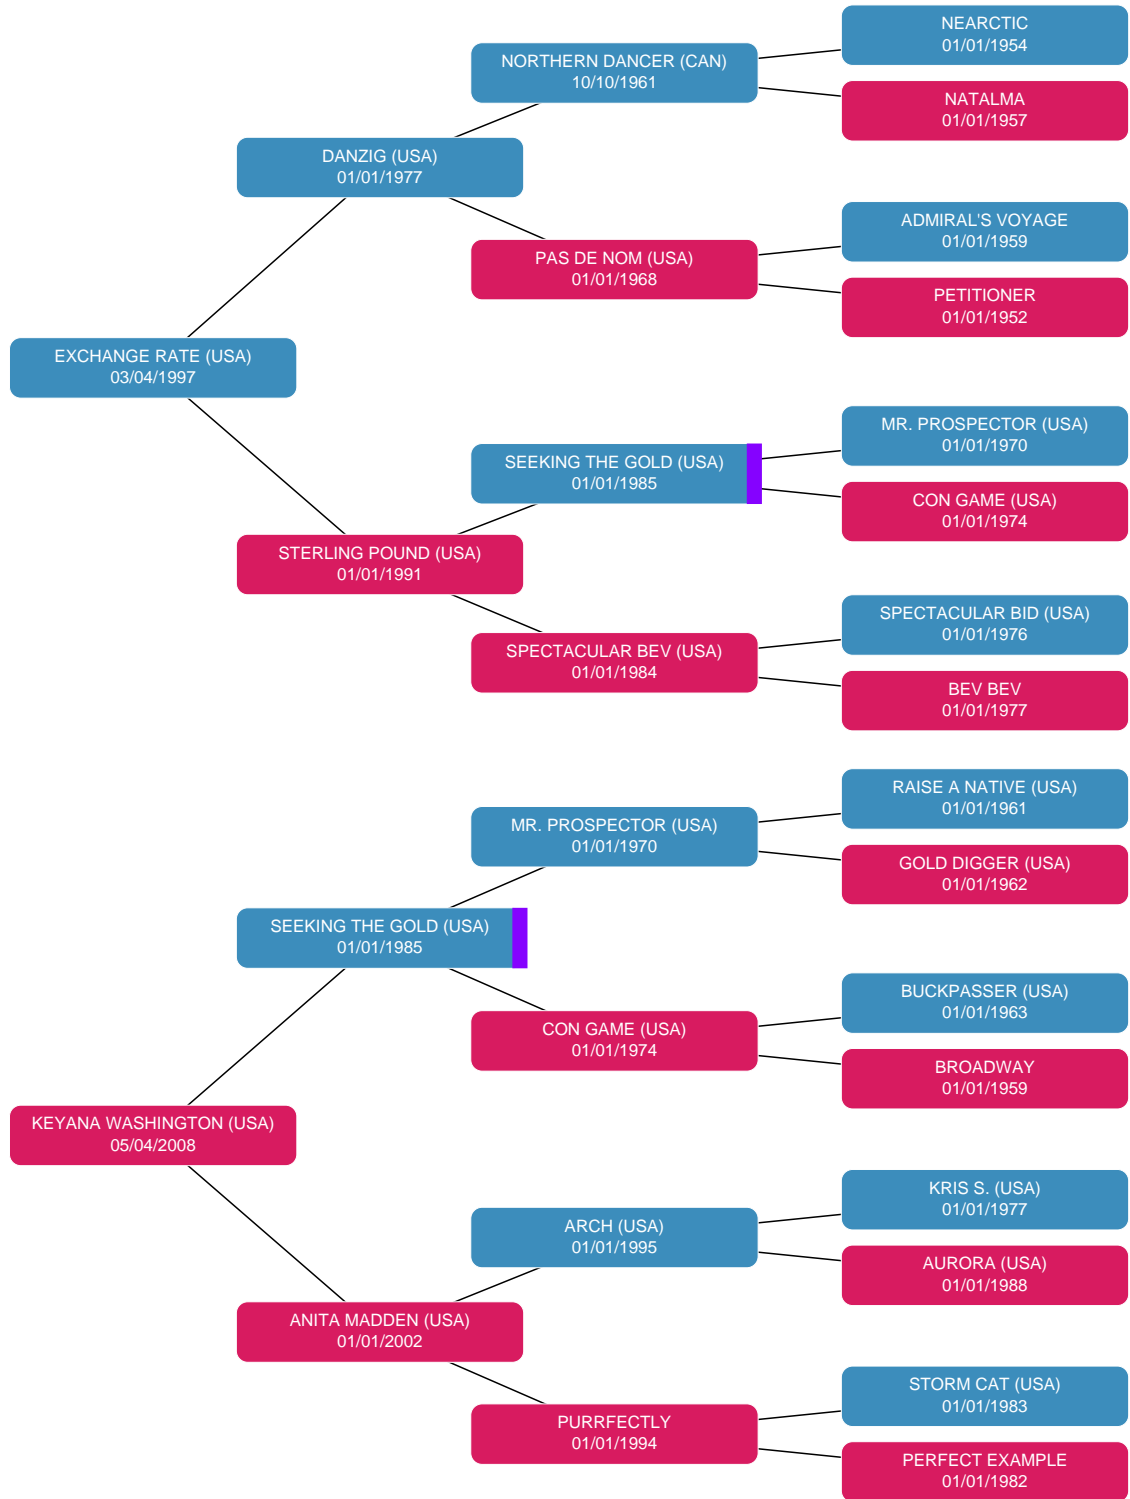 NEARCTIC
01/01/1954
NORTHERN DANCER (CAN)
10/10/1961
NATALMA
01/01/1957
DANZIG (USA)
01/01/1977
ADMIRAL'S VOYAGE
01/01/1959
PAS DE NOM (USA)
01/01/1968
PETITIONER
01/01/1952
EXCHANGE RATE (USA)
03/04/1997
MR. PROSPECTOR (USA)
01/01/1970
SEEKING THE GOLD (USA)
01/01/1985
CON GAME (USA)
01/01/1974
STERLING POUND (USA)
01/01/1991
SPECTACULAR BID (USA)
01/01/1976
SPECTACULAR BEV (USA)
01/01/1984
BEV BEV
01/01/1977
RAISE A NATIVE (USA)
01/01/1961
MR. PROSPECTOR (USA)
01/01/1970
GOLD DIGGER (USA)
01/01/1962
SEEKING THE GOLD (USA)
01/01/1985
BUCKPASSER (USA)
01/01/1963
CON GAME (USA)
01/01/1974
BROADWAY
01/01/1959
KEYANA WASHINGTON (USA)
05/04/2008
KRIS S. (USA)
01/01/1977
ARCH (USA)
01/01/1995
AURORA (USA)
01/01/1988
ANITA MADDEN (USA)
01/01/2002
STORM CAT (USA)
01/01/1983
PURRFECTLY
01/01/1994
PERFECT EXAMPLE
01/01/1982